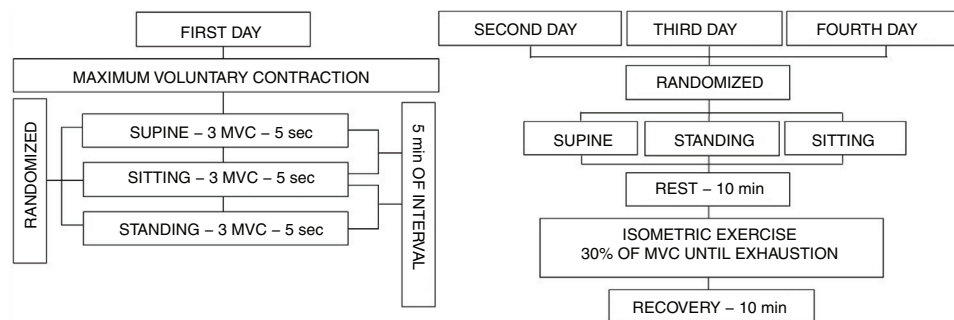 FIRST DAY
MAXIMUM VOLUNTARY CONTRACTION
RANDOMIZED
SUPINE – 3 MVC – 5 sec
SITTING – 3 MVC – 5 sec
STANDING – 3 MVC – 5 sec
5 min OF INTERVAL
SECOND DAY
THIRD DAY
FOURTH DAY
RANDOMIZED
SUPINE
STANDING
SITTING
REST – 10 min
ISOMETRIC EXERCISE
30% OF MVC UNTIL EXHAUSTION
RECOVERY – 10 min